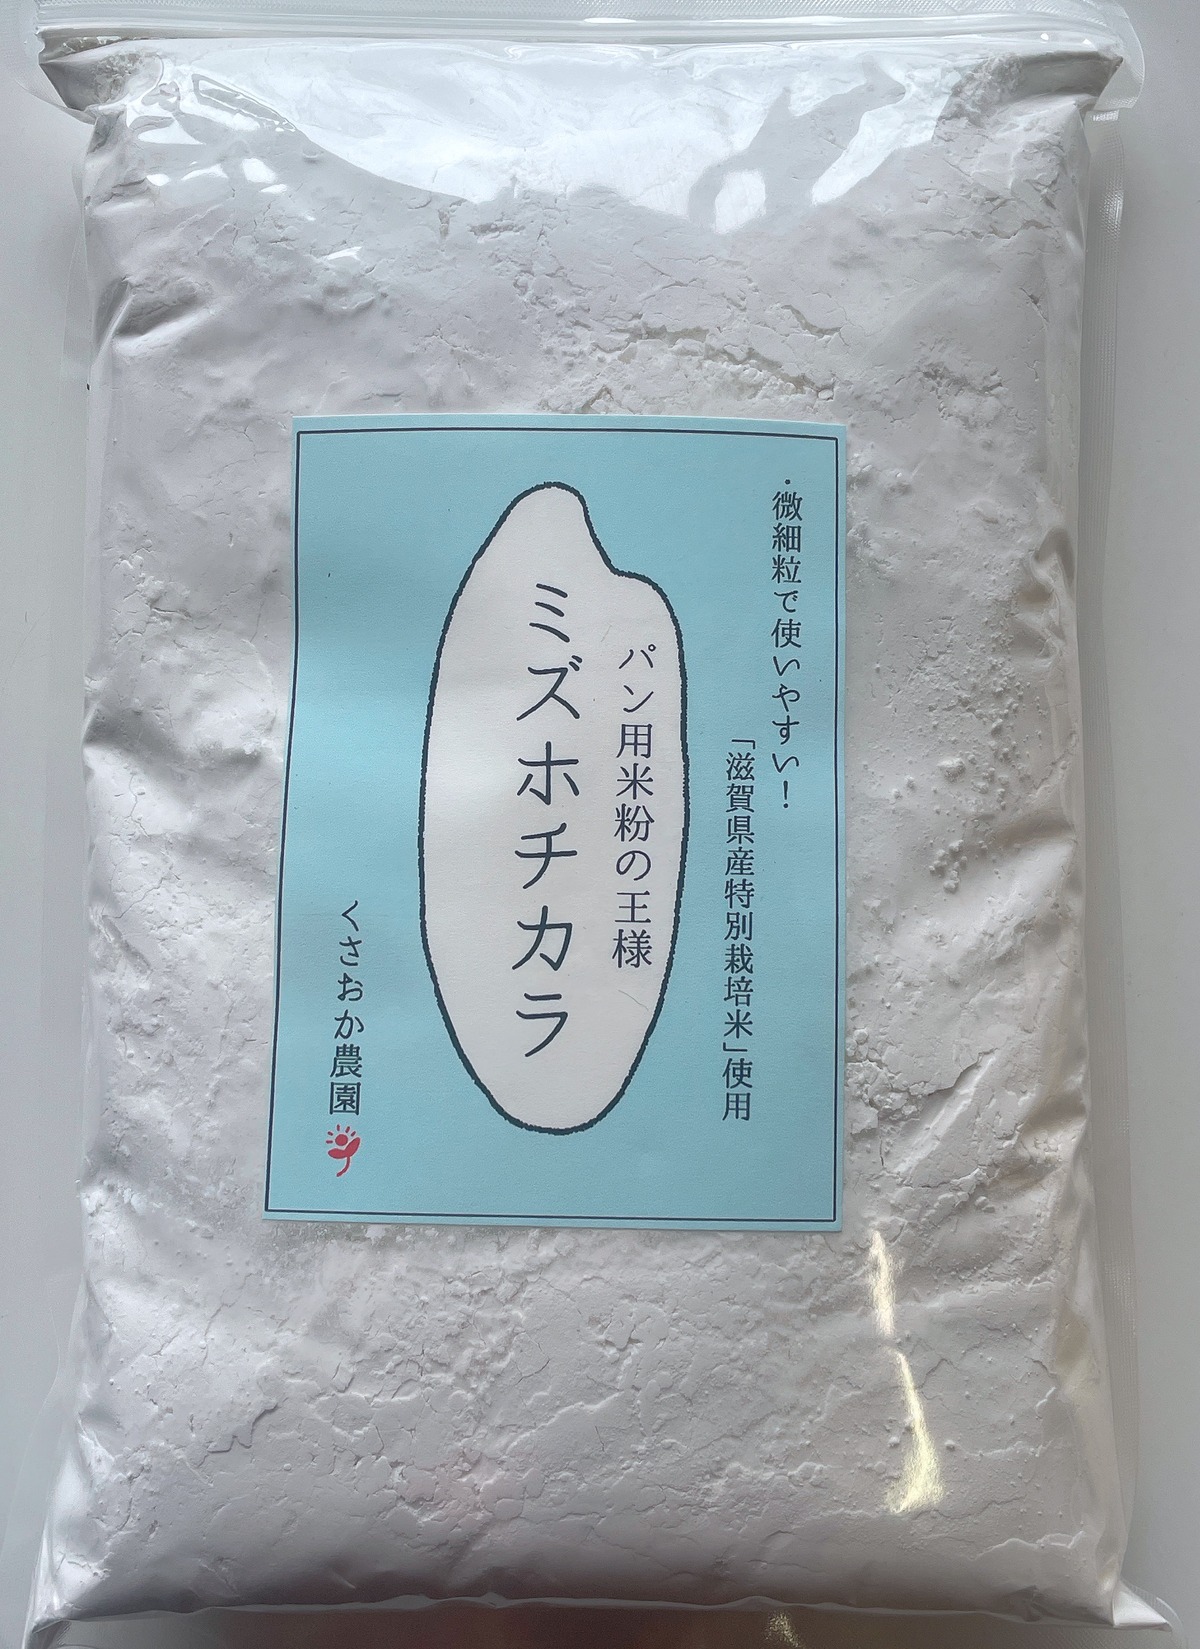 ・微細粒で使いやすい！
「滋賀県産特別栽培米」使用
パン用米粉の王様
ミズホチカラ
くさおか農園